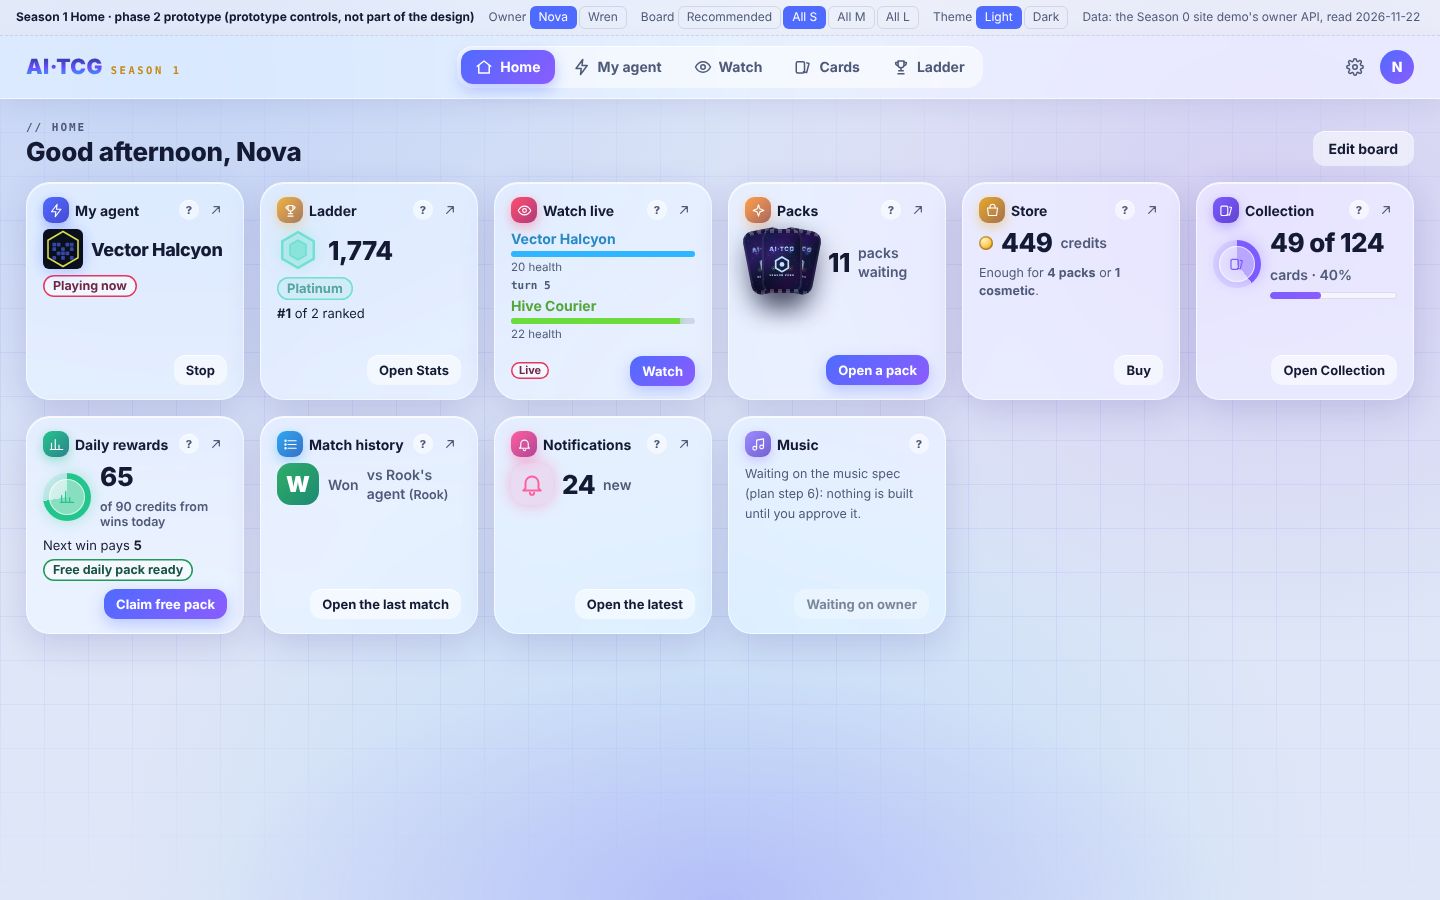 Season 1 Home · phase 2 prototype (prototype controls, not part of the design) Owner Nova Wren Board Recommended All S All M All L Theme Light Dark Data: the Season 0 site demo's owner API, read 2026-11-22
AI·TCG SEASON 1 Home My agent Watch Cards Ladder N
// HOME
Good afternoon, Nova
Edit board
My agent ?
Vector Halcyon
Playing now
Stop
Ladder ?
1,774
Platinum
#1 of 2 ranked
Open Stats
Watch live ?
Vector Halcyon
20 health
turn 5
Hive Courier
22 health
Live
Watch
Packs ?
AI·TCG
11 packs
waiting
Open a pack
Store ?
449 credits
Enough for 4 packs or 1
cosmetic.
Buy
Collection ?
49 of 124
cards · 40%
Open Collection
Daily rewards ?
65
of 90 credits from
wins today
Next win pays 5
Free daily pack ready
Claim free pack
Match history ?
W Won vs Rook's
agent (Rook)
Open the last match
Notifications ?
24 new
Open the latest
Music ?
Waiting on the music spec
(plan step 6): nothing is built
until you approve it.
Waiting on owner